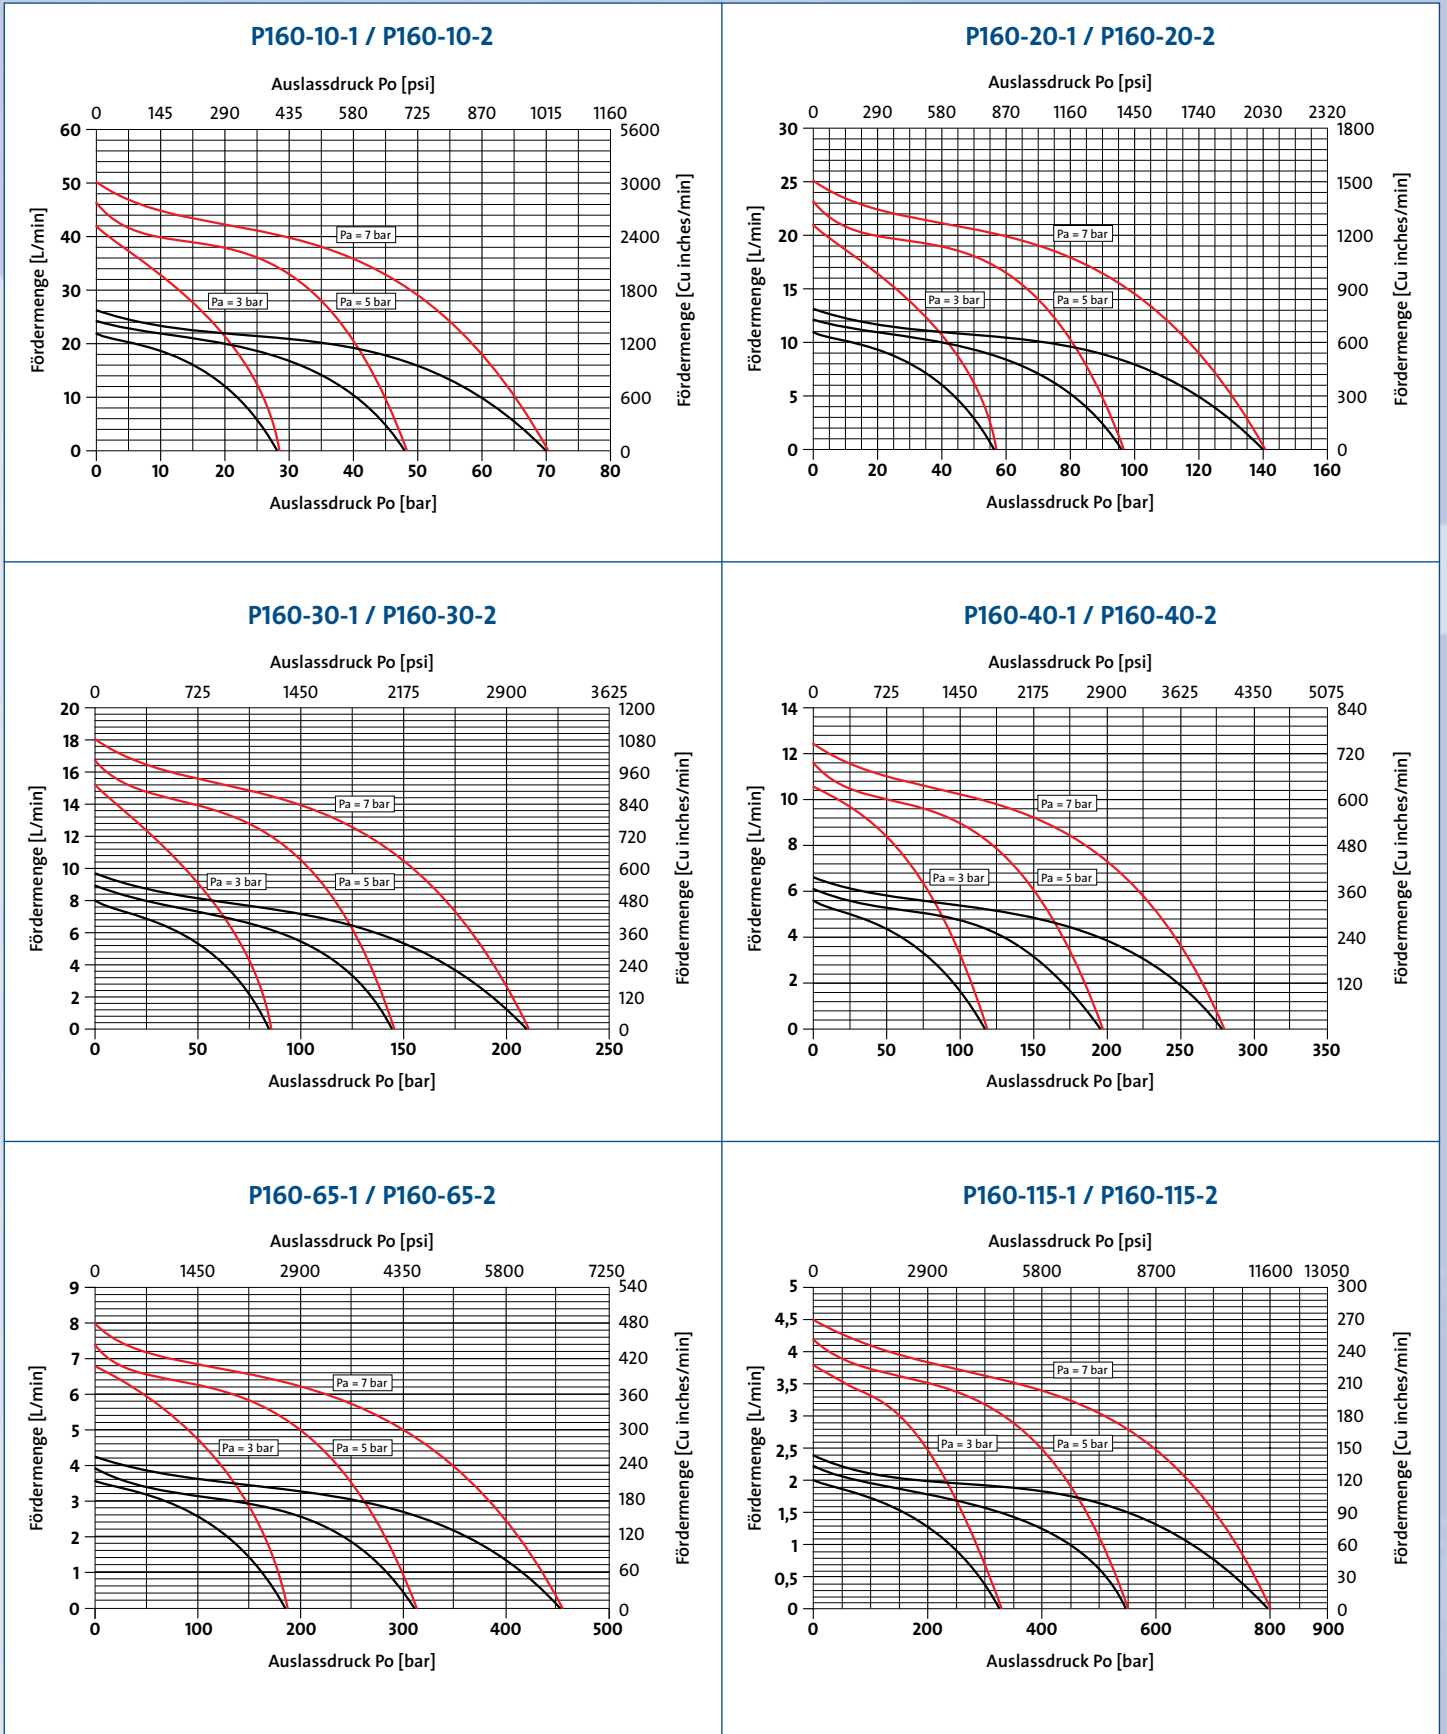 P160-10-1 / P160-10-2
Auslassdruck Po [psi]
0 145 290 435 580 725 870 1015 1160
Fördermenge [L/min]
60 50 40 30 20 10 0
5600 3000 2400 1800 1200 600 0
Fördermenge [Cu inches/min]
Pa = 7 bar
Pa = 3 bar
Pa = 5 bar
0 10 20 30 40 50 60 70 80
Auslassdruck Po [bar]
P160-20-1 / P160-20-2
Auslassdruck Po [psi]
0 290 580 870 1160 1450 1740 2030 2320
Fördermenge [L/min]
30 25 20 15 10 5 0
1800 1500 1200 900 600 300 0
Fördermenge [Cu inches/min]
Pa = 7 bar
Pa = 3 bar
Pa = 5 bar
0 20 40 60 80 100 120 140 160
Auslassdruck Po [bar]
P160-30-1 / P160-30-2
Auslassdruck Po [psi]
0 725 1450 2175 2900 3625
Fördermenge [L/min]
20 18 16 14 12 10 8 6 4 2 0
1200 1080 960 840 720 600 480 360 240 120 0
Fördermenge [Cu inches/min]
Pa = 7 bar
Pa = 3 bar
Pa = 5 bar
0 50 100 150 200 250
Auslassdruck Po [bar]
P160-40-1 / P160-40-2
Auslassdruck Po [psi]
0 725 1450 2175 2900 3625 4350 5075
Fördermenge [L/min]
14 12 10 8 6 4 2 0
840 720 600 480 360 240 120 0
Fördermenge [Cu inches/min]
Pa = 7 bar
Pa = 3 bar
Pa = 5 bar
0 50 100 150 200 250 300 350
Auslassdruck Po [bar]
P160-65-1 / P160-65-2
Auslassdruck Po [psi]
0 1450 2900 4350 5800 7250
Fördermenge [L/min]
9 8 7 6 5 4 3 2 1 0
540 480 420 360 300 240 180 120 60 0
Fördermenge [Cu inches/min]
Pa = 7 bar
Pa = 3 bar
Pa = 5 bar
0 100 200 300 400 500
Auslassdruck Po [bar]
P160-115-1 / P160-115-2
Auslassdruck Po [psi]
0 2900 5800 8700 11600 13050
Fördermenge [L/min]
5 4,5 4 3,5 3 2,5 2 1,5 1 0,5 0
300 270 240 210 180 150 120 90 60 30 0
Fördermenge [Cu inches/min]
Pa = 7 bar
Pa = 3 bar
Pa = 5 bar
0 200 400 600 800 900
Auslassdruck Po [bar]